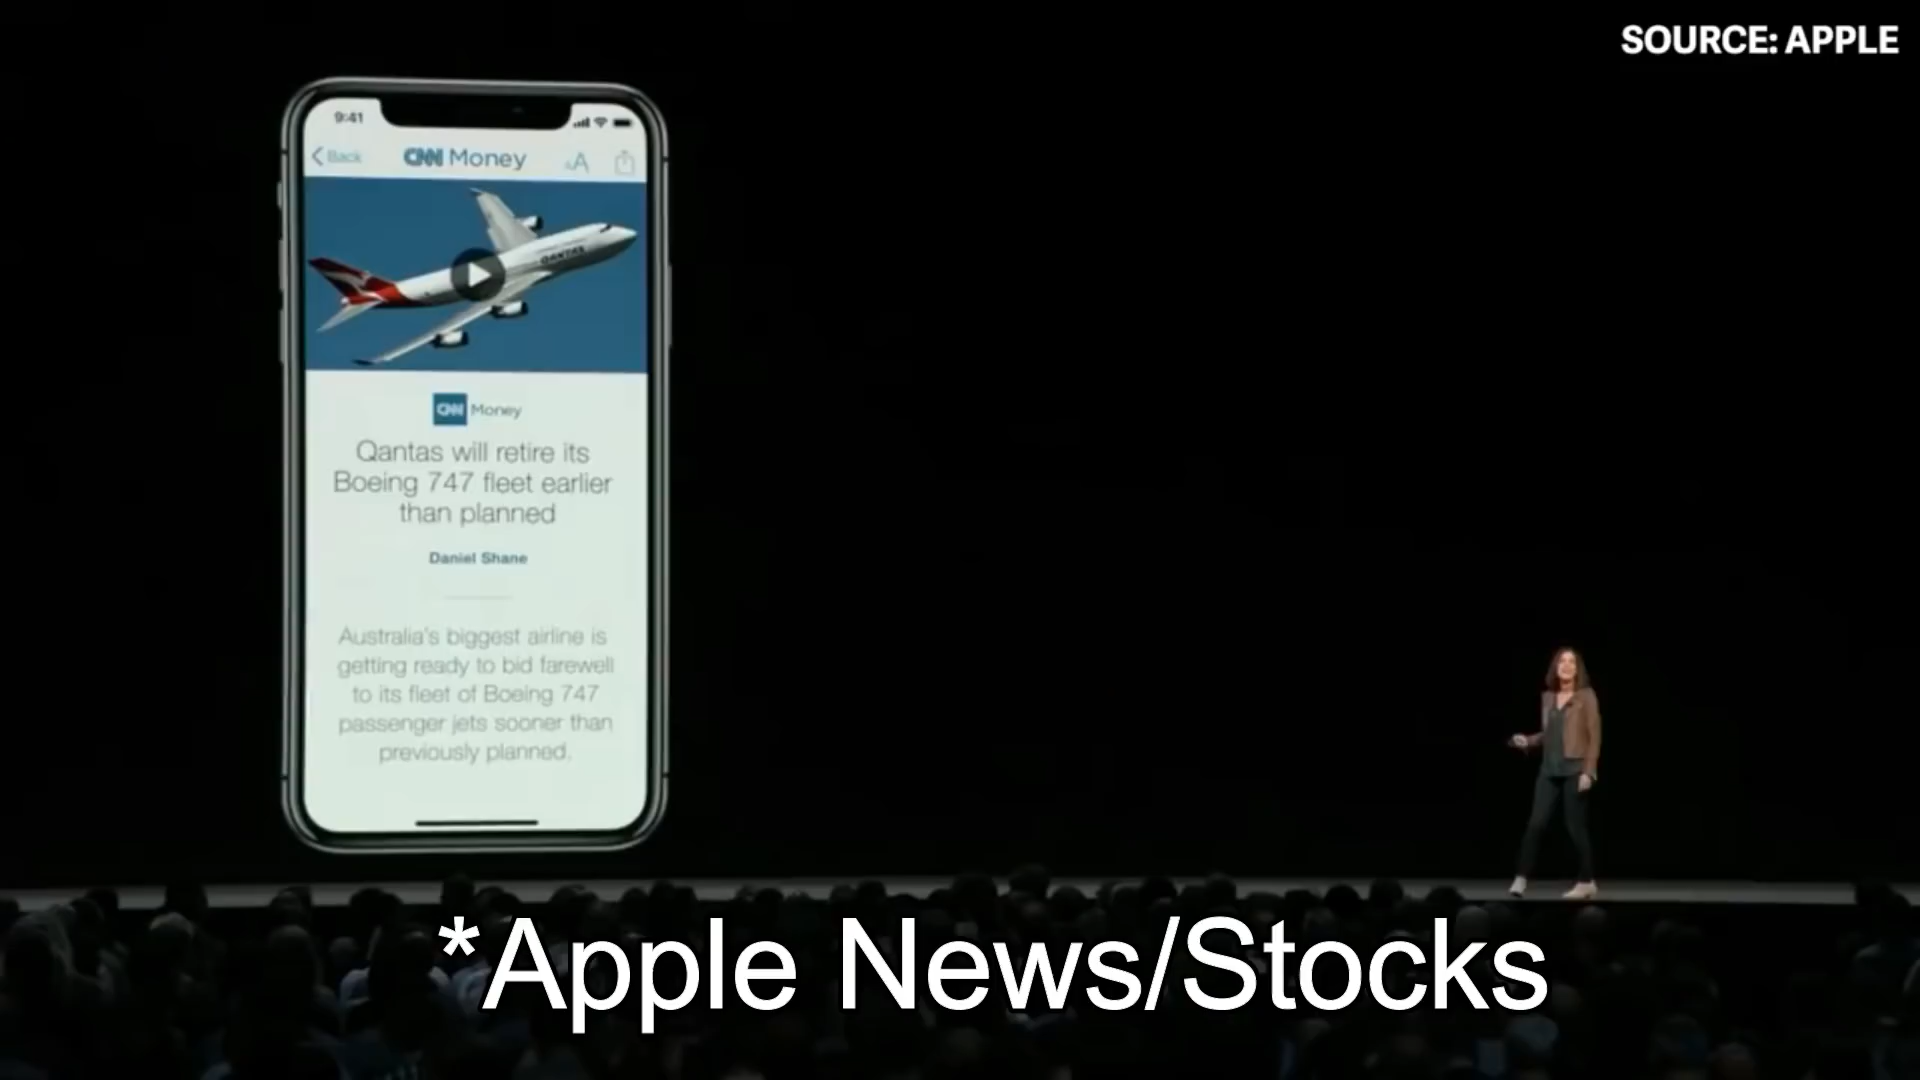 SOURCE: APPLE
9:41
Back
CNN Money
AA
QANTAS
CNN Money
Qantas will retire its
Boeing 747 fleet earlier
than planned
Daniel Shane
Australia's biggest airline is
getting ready to bid farewell
to its fleet of Boeing 747
passenger jets sooner than
previously planned.
*Apple News/Stocks